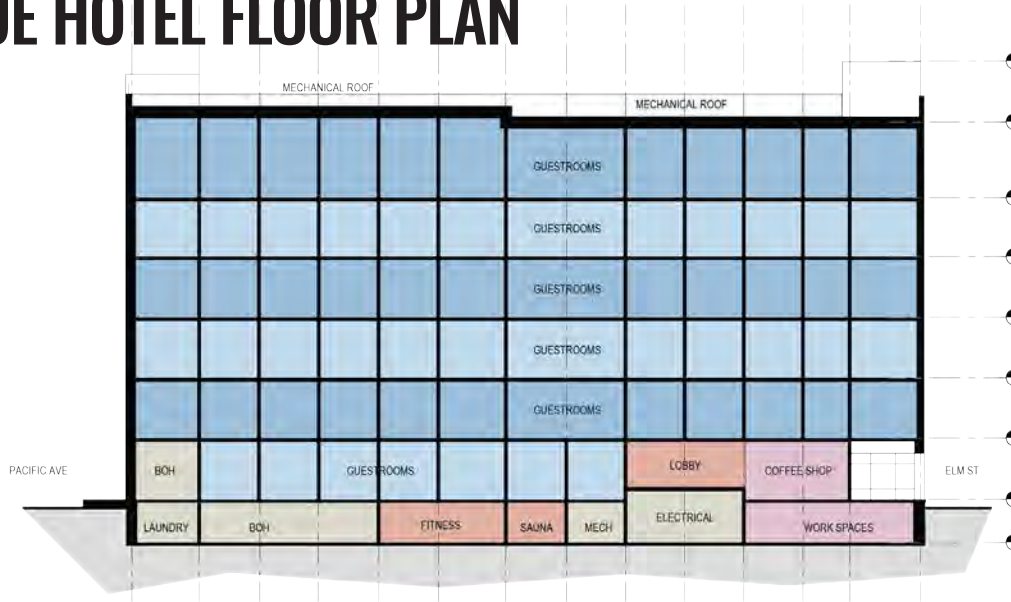 UE HOTEL FLOOR PLAN
MECHANICAL ROOF
MECHANICAL ROOF
GUESTROOMS
GUESTROOMS
GUESTROOMS
GUESTROOMS
GUESTROOMS
PACIFIC AVE
BOH
GUESTROOMS
LOBBY
COFFEE SHOP
ELM ST
LAUNDRY
BOH
FITNESS
SAUNA
MECH
ELECTRICAL
WORK SPACES